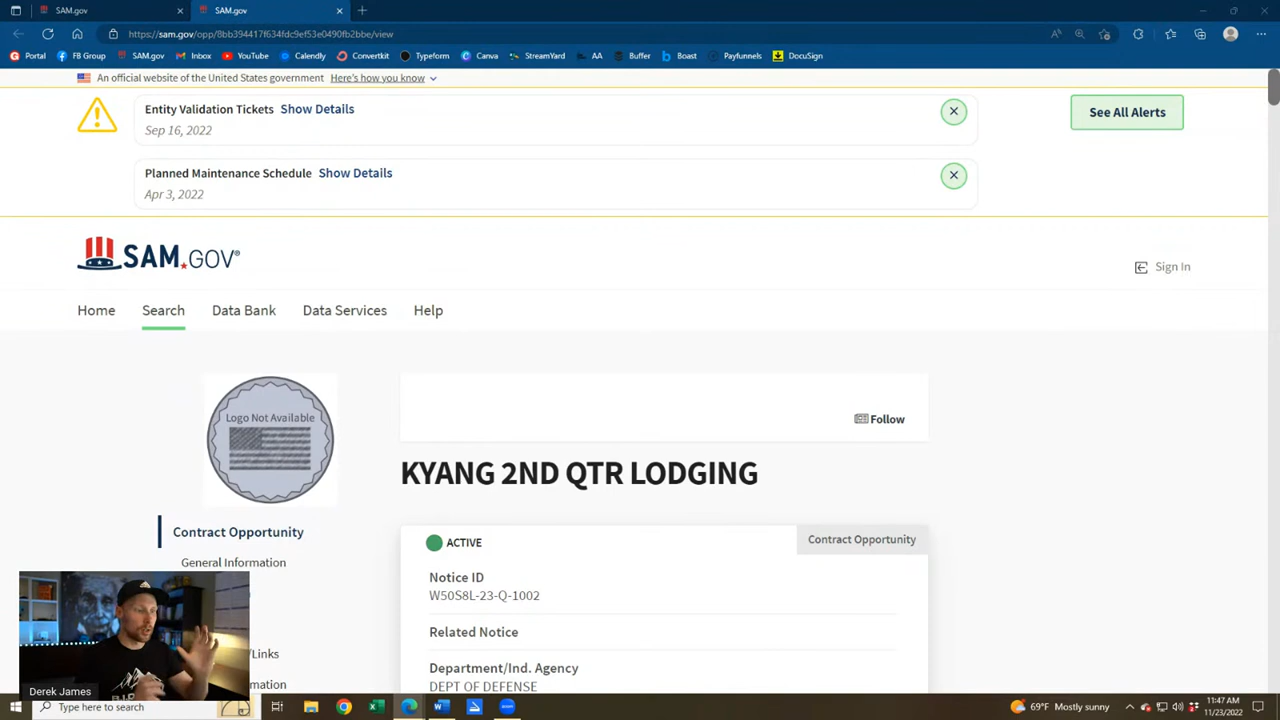 SAM.gov
SAM.gov
https://sam.gov/opp/8bb394417f634fdc9ef53e0490fb2bbe/view
Portal
FB Group
SAM.gov
Inbox
YouTube
Calendly
Convertkit
Typeform
Canva
StreamYard
AA
Buffer
Boast
Payfunnels
DocuSign
An official website of the United States government Here's how you know
Entity Validation Tickets Show Details
Sep 16, 2022
See All Alerts
Planned Maintenance Schedule Show Details
Apr 3, 2022
SAM.GOV®
Sign In
Home
Search
Data Bank
Data Services
Help
Logo Not Available
Follow
KYANG 2ND QTR LODGING
Contract Opportunity
General Information
/Links
mation
ACTIVE
Contract Opportunity
Notice ID
W50S8L-23-Q-1002
Related Notice
Department/Ind. Agency
DEPT OF DEFENSE
Derek James
Type here to search
69°F Mostly sunny
11:47 AM
11/23/2022